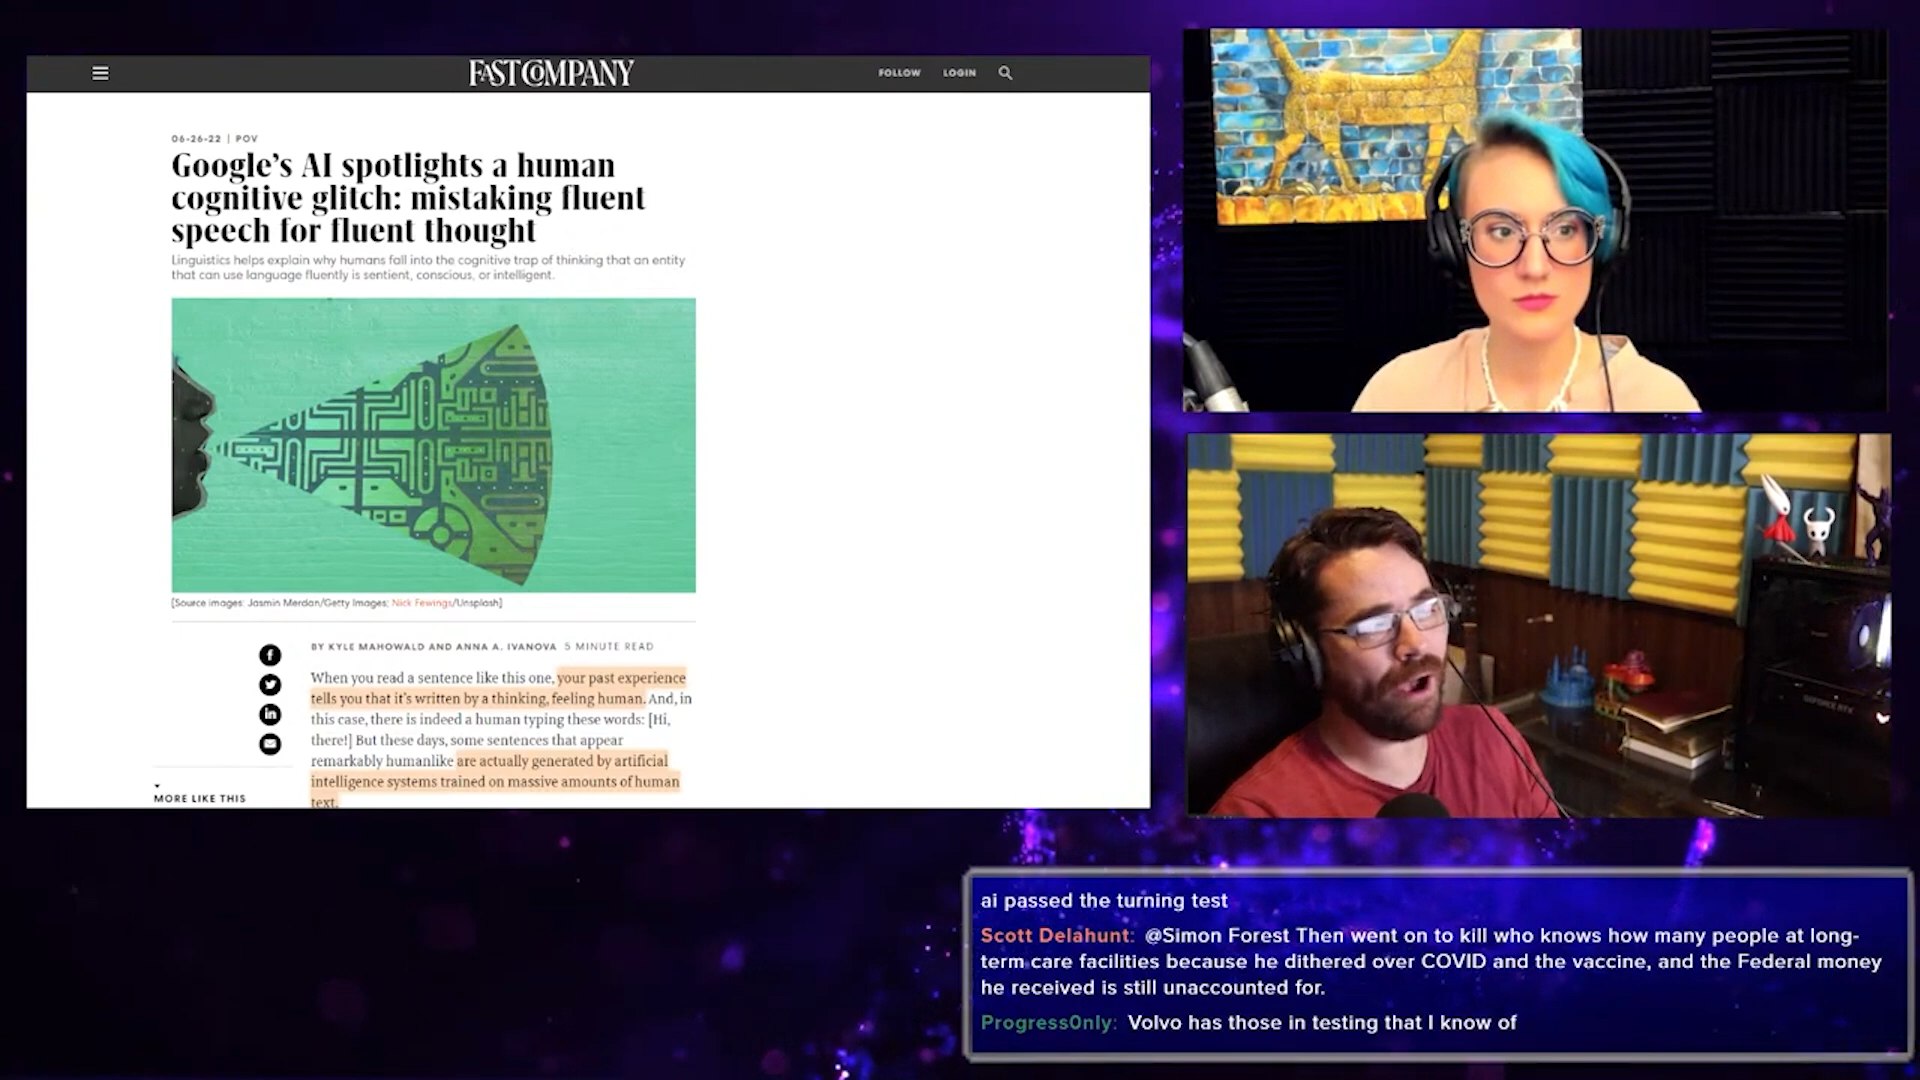 FAST COMPANY
FOLLOW
LOGIN
06-26-22 | POV
Google's AI spotlights a human
cognitive glitch: mistaking fluent
speech for fluent thought
Linguistics helps explain why humans fall into the cognitive trap of thinking that an entity
that can use language fluently is sentient, conscious, or intelligent.
[Source images: Jasmin Merdan/Getty Images; Nick Fewings/Unsplash]
BY KYLE MAHOWALD AND ANNA A. IVANOVA 5 MINUTE READ
When you read a sentence like this one, your past experience
tells you that it's written by a thinking, feeling human. And, in
this case, there is indeed a human typing these words: [Hi,
there!] But these days, some sentences that appear
remarkably humanlike are actually generated by artificial
intelligence systems trained on massive amounts of human
text.
MORE LIKE THIS
GEFORCE RTX
ai passed the turning test
Scott Delahunt: @Simon Forest Then went on to kill who knows how many people at long-
term care facilities because he dithered over COVID and the vaccine, and the Federal money
he received is still unaccounted for.
Progress0nly: Volvo has those in testing that I know of